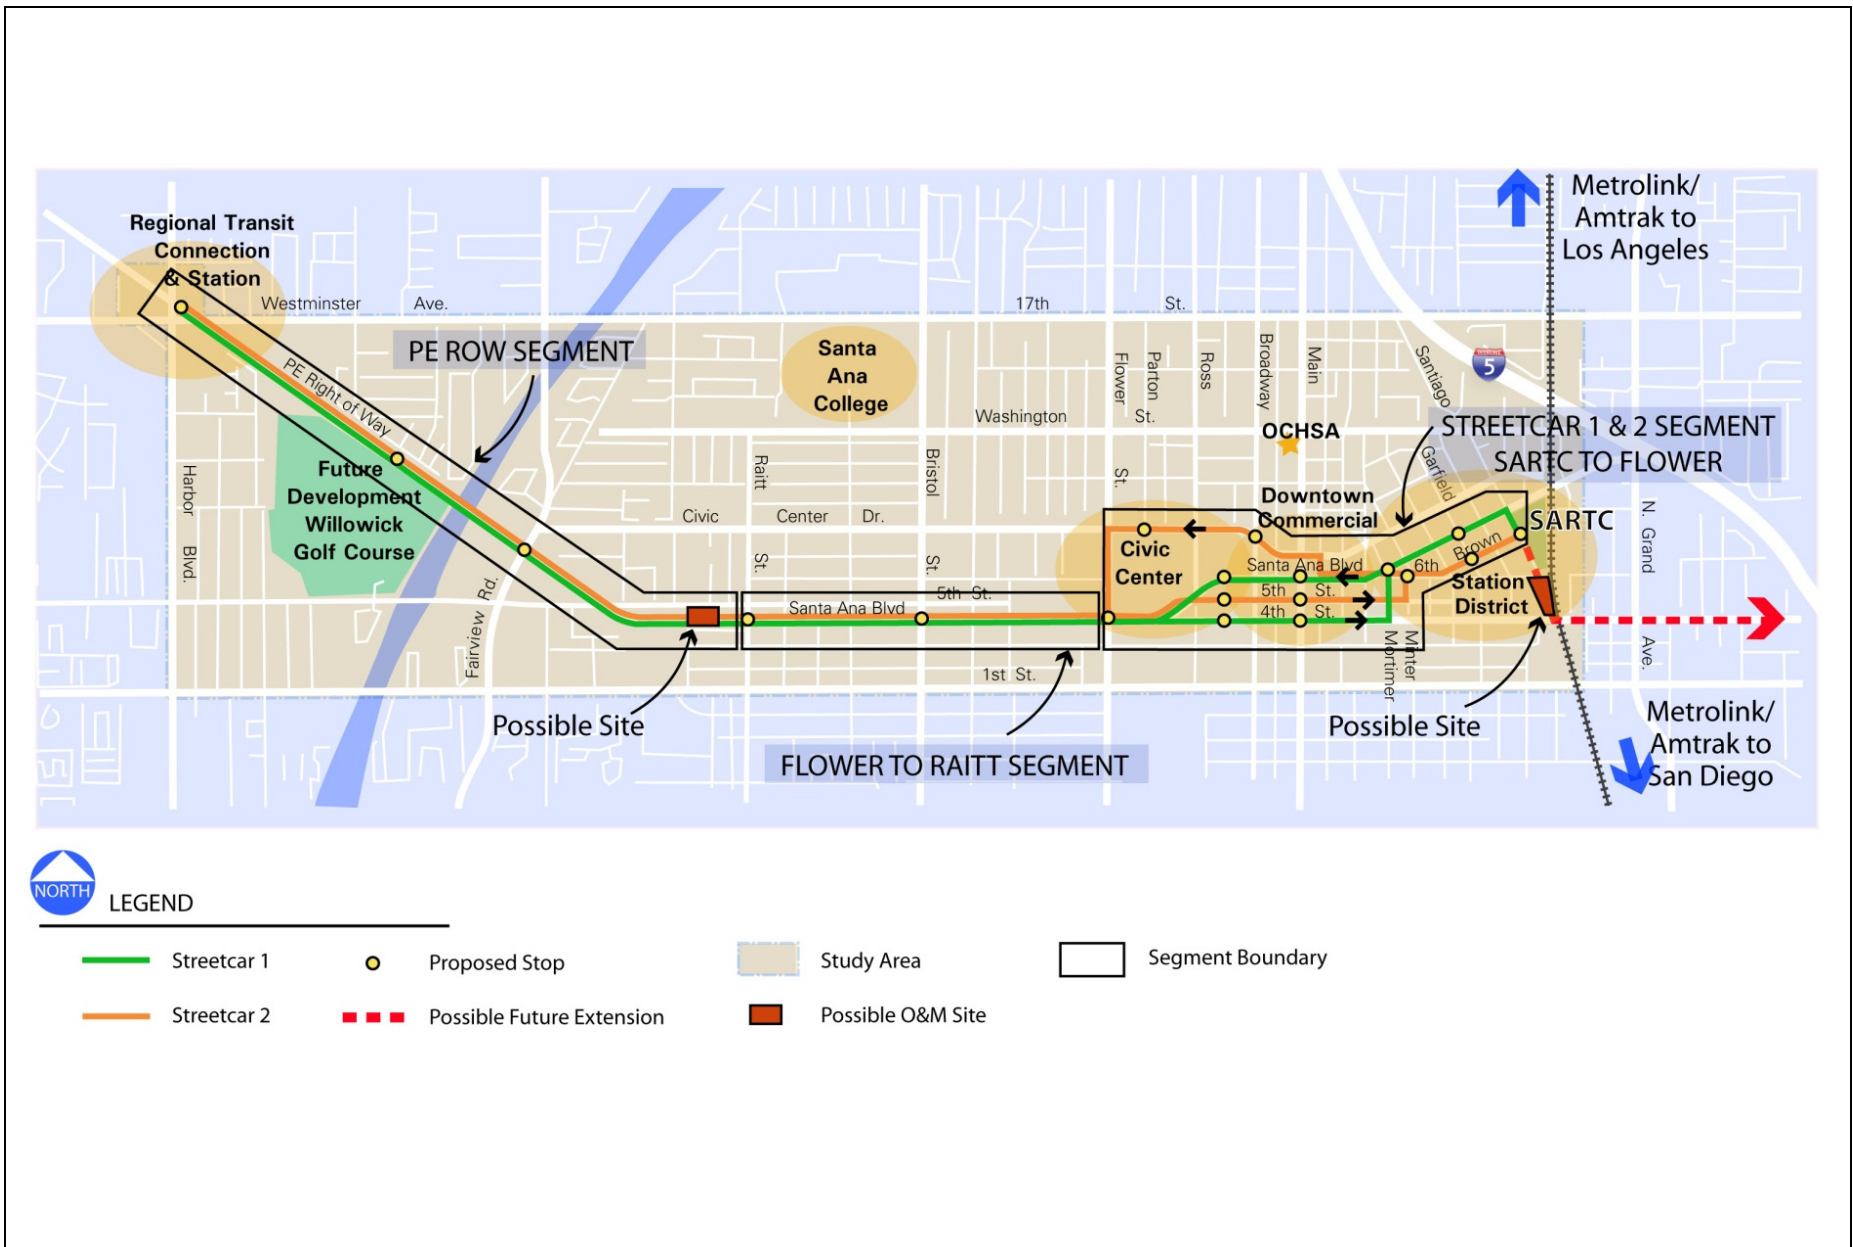 Regional Transit
Connection
& Station
Westminster Ave.
17th St.
Metrolink/
Amtrak to
Los Angeles
PE ROW SEGMENT
PE Right of Way
Santa
Ana
College
Washington St.
Flower St.
Parton
Ross
Broadway
Main
Santiago
5
OCHSA
STREETCAR 1 & 2 SEGMENT
SARTC TO FLOWER
Garfield
Harbor Blvd.
Future
Development
Willowick
Golf Course
Raitt St.
Bristol St.
Civic Center Dr.
Downtown
Commercial
Civic
Center
SARTC
N. Grand Ave.
Brown
Santa Ana Blvd
6th
Station
District
5th St.
4th St.
Santa Ana Blvd
5th St.
Fairview Rd.
Minter
Mortimer
1st St.
Possible Site
FLOWER TO RAITT SEGMENT
Possible Site
Metrolink/
Amtrak to
San Diego
NORTH
LEGEND
Streetcar 1
Proposed Stop
Study Area
Segment Boundary
Streetcar 2
Possible Future Extension
Possible O&M Site